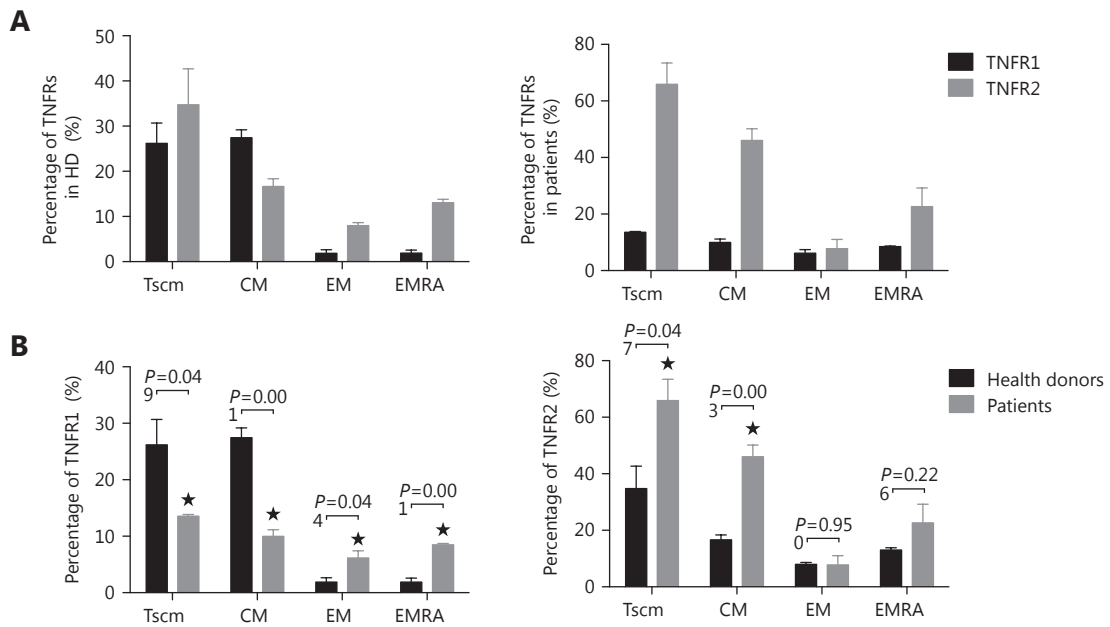 A
Percentage of TNFRs
in HD (%)
50
40
30
20
10
0
Tscm CM EM EMRA
Percentage of TNFRs
in patients (%)
80
60
40
20
0
Tscm CM EM EMRA
TNFR1
TNFR2
B
Percentage of TNFR1 (%)
40
30
20
10
0
P=0.04
9
P=0.00
1
P=0.04
4
P=0.00
1
Tscm CM EM EMRA
Percentage of TNFR2 (%)
80
60
40
20
0
P=0.04
7
P=0.00
3
P=0.95
0
P=0.22
6
Tscm CM EM EMRA
Health donors
Patients